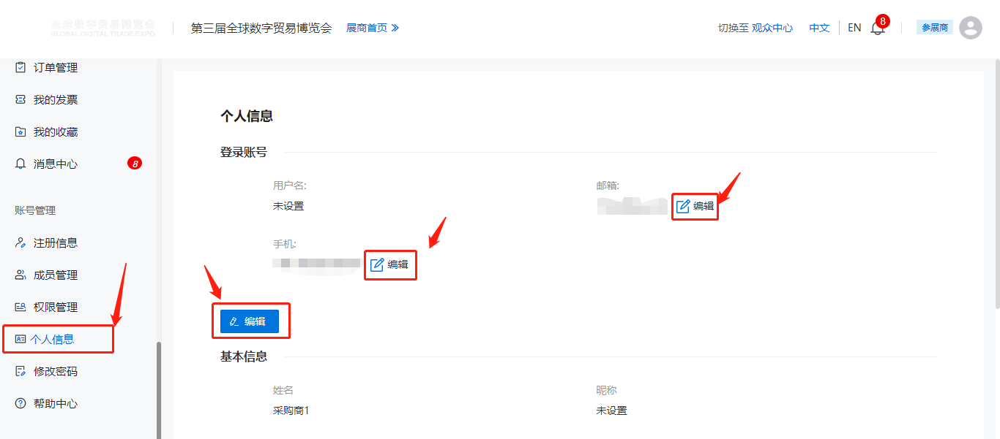 全球数字贸易博览会
GLOBAL DIGITAL TRADE EXPO
第三届全球数字贸易博览会 展商首页
切换至 观众中心 中文 EN 8 参展商
订单管理
我的发票
我的收藏
消息中心 8
账号管理
注册信息
成员管理
权限管理
个人信息
修改密码
帮助中心
个人信息
登录账号
用户名: 邮箱:
未设置 编辑
手机:
编辑
编辑
基本信息
姓名 昵称
采购商1 未设置